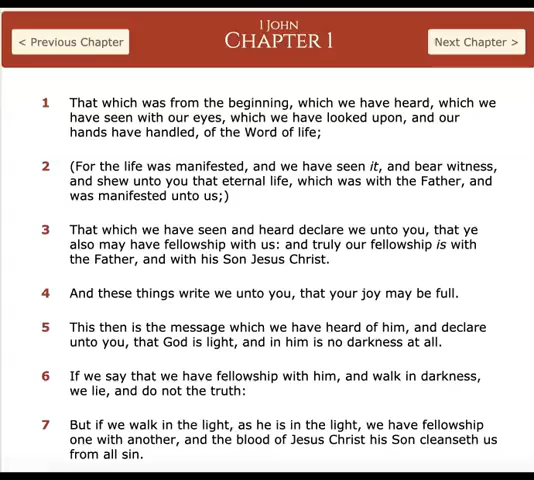 1 JOHN
< Previous Chapter CHAPTER 1 Next Chapter >
1 That which was from the beginning, which we have heard, which we
have seen with our eyes, which we have looked upon, and our
hands have handled, of the Word of life;
2 (For the life was manifested, and we have seen it, and bear witness,
and shew unto you that eternal life, which was with the Father, and
was manifested unto us;)
3 That which we have seen and heard declare we unto you, that ye
also may have fellowship with us: and truly our fellowship is with
the Father, and with his Son Jesus Christ.
4 And these things write we unto you, that your joy may be full.
5 This then is the message which we have heard of him, and declare
unto you, that God is light, and in him is no darkness at all.
6 If we say that we have fellowship with him, and walk in darkness,
we lie, and do not the truth:
7 But if we walk in the light, as he is in the light, we have fellowship
one with another, and the blood of Jesus Christ his Son cleanseth us
from all sin.